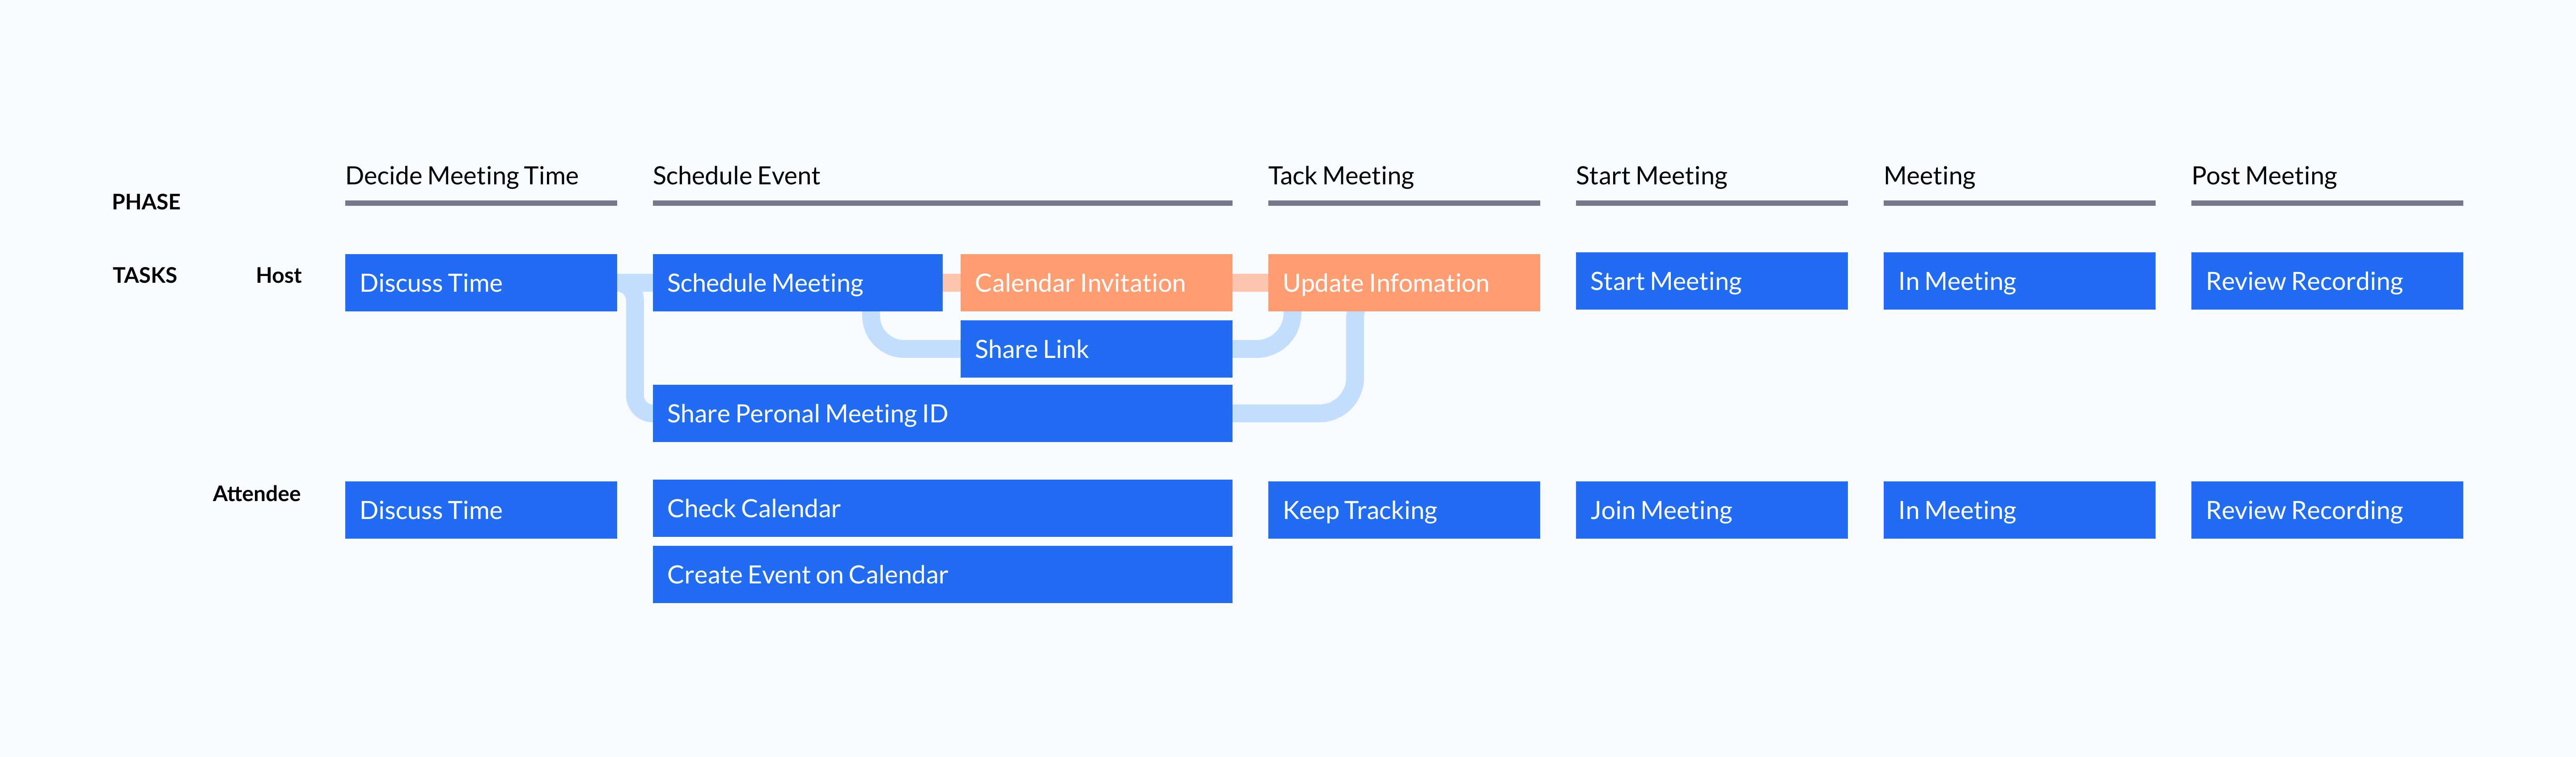 PHASE
Decide Meeting Time
Schedule Event
Tack Meeting
Start Meeting
Meeting
Post Meeting
TASKS
Host
Discuss Time
Schedule Meeting
Calendar Invitation
Update Infomation
Start Meeting
In Meeting
Review Recording
Share Link
Share Peronal Meeting ID
Attendee
Discuss Time
Check Calendar
Keep Tracking
Join Meeting
In Meeting
Review Recording
Create Event on Calendar